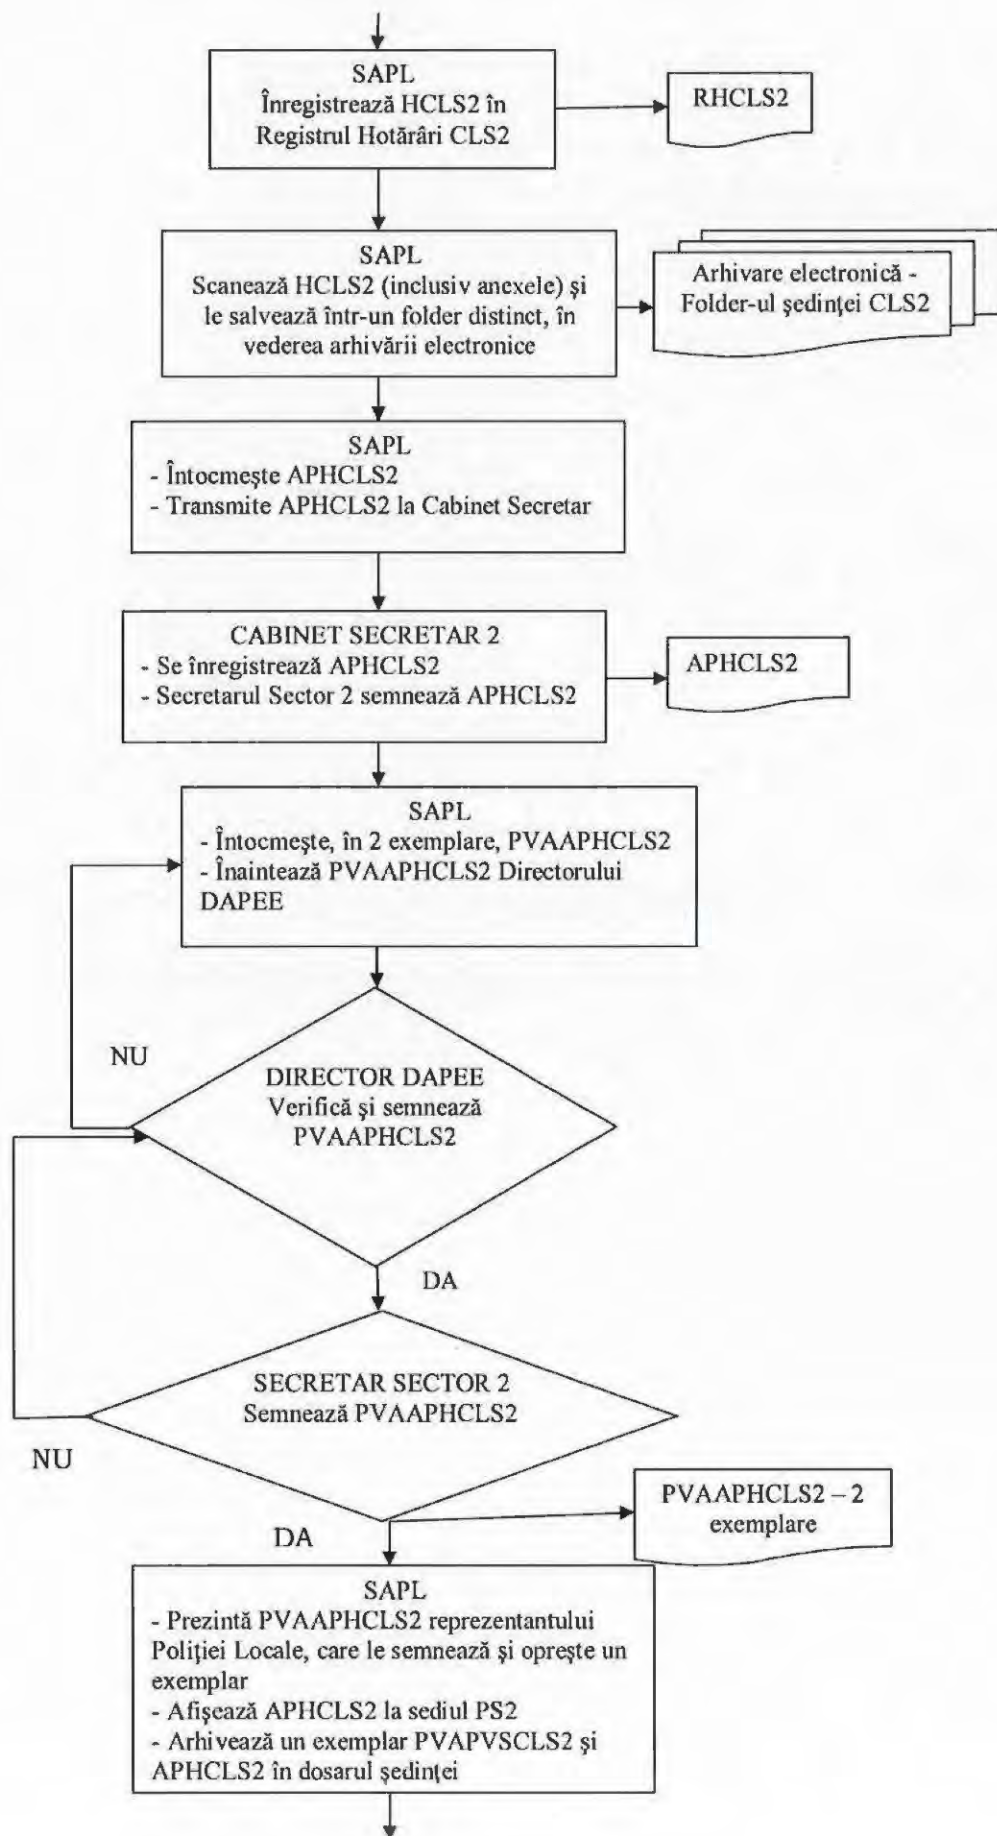 SAPL
Înregistrează HCLS2 în
Registrul Hotărâri CLS2
RHCLS2
SAPL
Scanează HCLS2 (inclusiv anexele) şi
le salvează într-un folder distinct, în
vederea arhivării electronice
Arhivare electronică -
Folder-ul şedinţei CLS2
SAPL
- Întocmeşte APHCLS2
- Transmite APHCLS2 la Cabinet Secretar
CABINET SECRETAR 2
- Se înregistrează APHCLS2
- Secretarul Sector 2 semnează APHCLS2
APHCLS2
SAPL
- Întocmeşte, în 2 exemplare, PVAAPHCLS2
- Înaintează PVAAPHCLS2 Directorului
DAPEE
NU
DIRECTOR DAPEE
Verifică şi semnează
PVAAPHCLS2
DA
SECRETAR SECTOR 2
Semnează PVAAPHCLS2
NU
PVAAPHCLS2 – 2
exemplare
DA
SAPL
- Prezintă PVAAPHCLS2 reprezentantului
Poliţiei Locale, care le semnează şi opreşte un
exemplar
- Afişează APHCLS2 la sediul PS2
- Arhivează un exemplar PVAPVSCLS2 şi
APHCLS2 în dosarul şedinţei